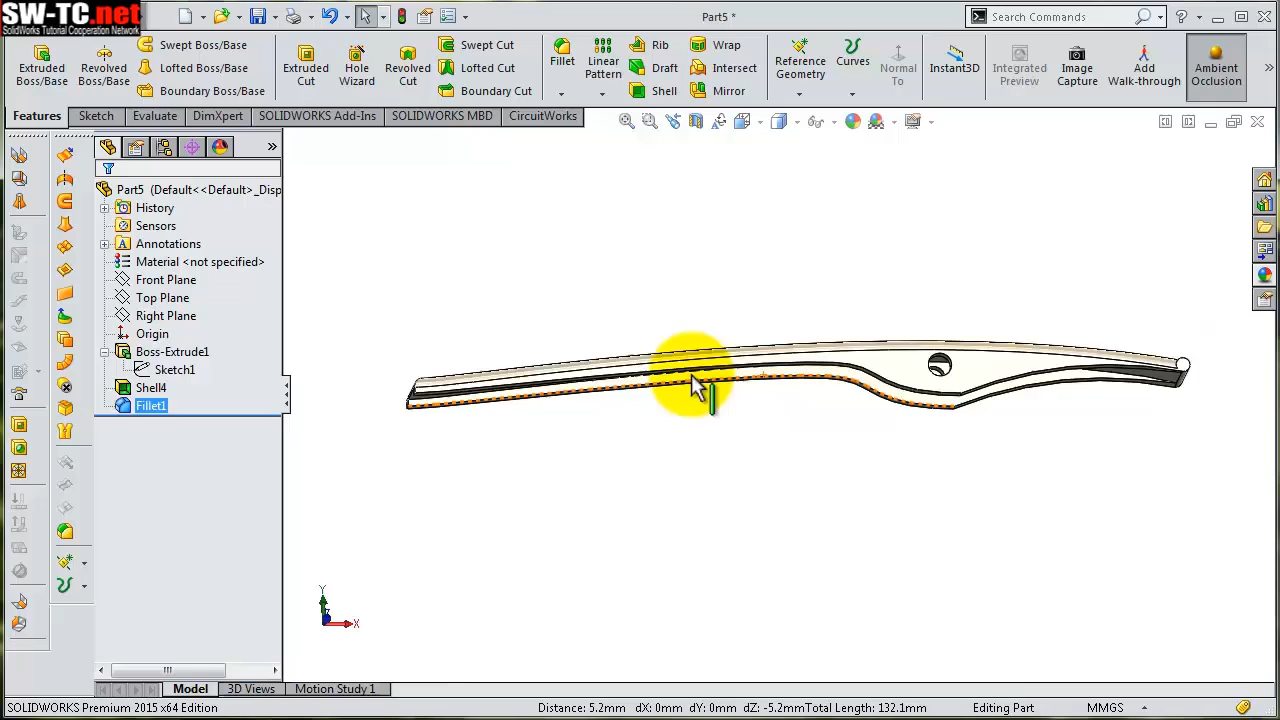 SW-TC.net
SolidWorks Tutorial Cooperation Network
Part5 *
Search Commands
Extruded Boss/Base
Revolved Boss/Base
Swept Boss/Base
Lofted Boss/Base
Boundary Boss/Base
Extruded Cut
Hole Wizard
Revolved Cut
Swept Cut
Lofted Cut
Boundary Cut
Fillet
Linear Pattern
Rib
Draft
Shell
Wrap
Intersect
Mirror
Reference Geometry
Curves
Normal To
Instant3D
Integrated Preview
Image Capture
Add Walk-through
Ambient Occlusion
Features
Sketch
Evaluate
DimXpert
SOLIDWORKS Add-Ins
SOLIDWORKS MBD
CircuitWorks
Part5 (Default<<Default>_Disp
History
Sensors
Annotations
Material <not specified>
Front Plane
Top Plane
Right Plane
Origin
Boss-Extrude1
Sketch1
Shell4
Fillet1
Y
X
Model
3D Views
Motion Study 1
SOLIDWORKS Premium 2015 x64 Edition
Distance: 5.2mm dX: 0mm dY: 0mm dZ: -5.2mm Total Length: 132.1mm
Editing Part
MMGS